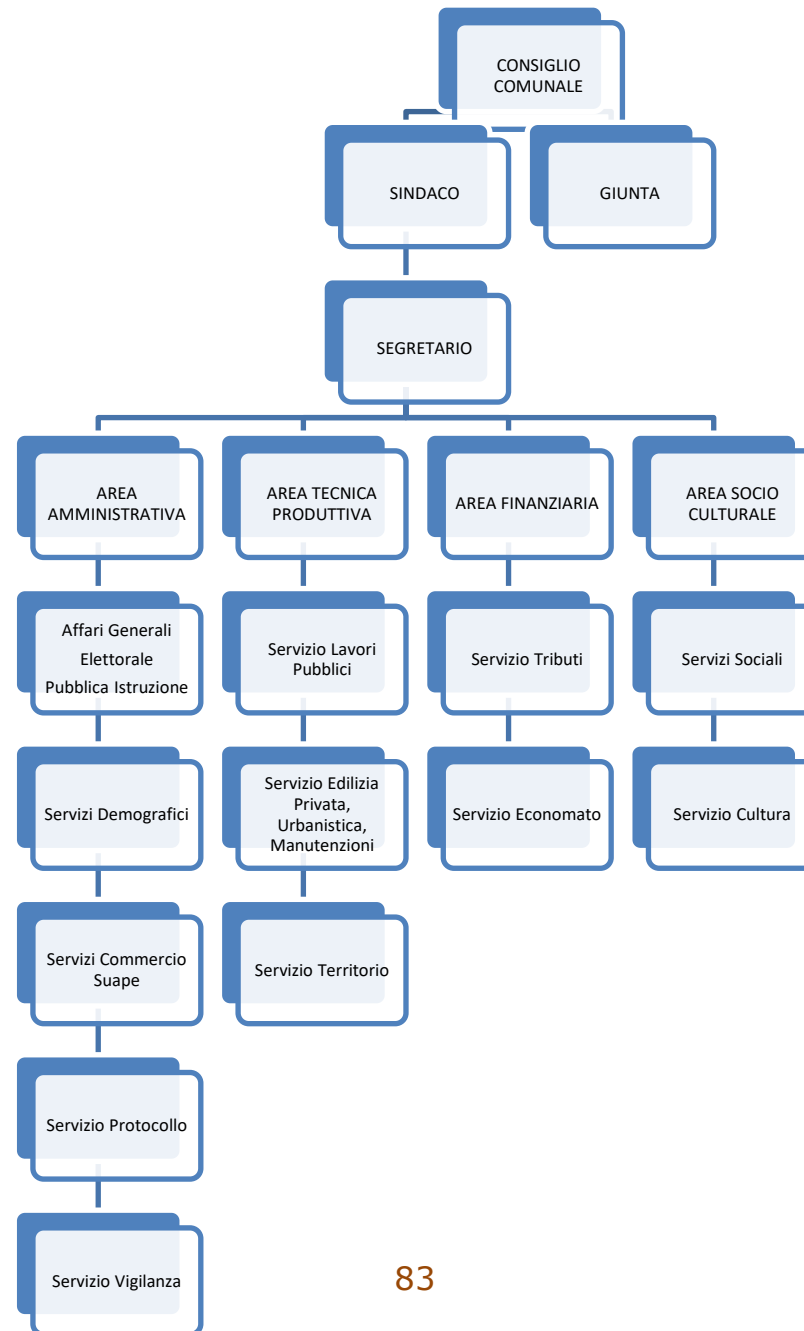 CONSIGLIO
COMUNALE
SINDACO
GIUNTA
SEGRETARIO
AREA
AMMINISTRATIVA
AREA TECNICA
PRODUTTIVA
AREA FINANZIARIA
AREA SOCIO
CULTURALE
Affari Generali
Elettorale
Pubblica Istruzione
Servizio Lavori
Pubblici
Servizio Tributi
Servizi Sociali
Servizi Demografici
Servizio Edilizia
Privata,
Urbanistica,
Manutenzioni
Servizio Economato
Servizio Cultura
Servizi Commercio
Suape
Servizio Territorio
Servizio Protocollo
Servizio Vigilanza
83